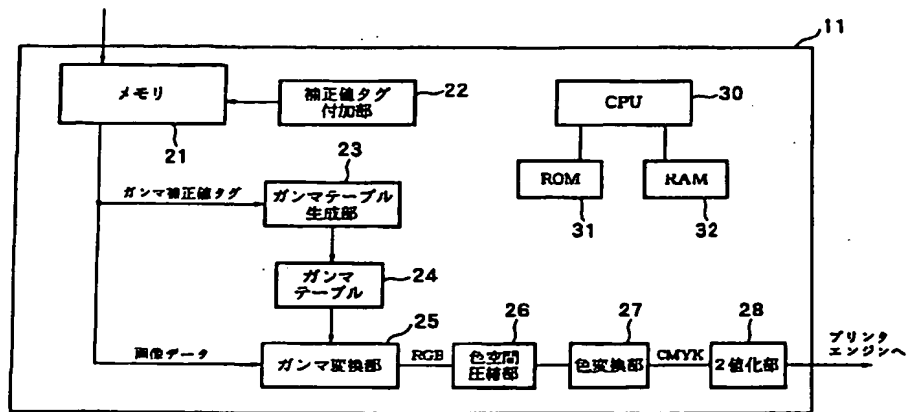 11
メモリ
21
補正値タグ
付加部
22
CPU
30
ROM
31
RAM
32
ガンマ補正値タグ
23
ガンマテーブル
生成部
ガンマ
テーブル
24
画像データ
25
ガンマ変換部
RGB
26
色空間
圧縮部
27
色変換部
CMYK
28
2値化部
プリンタ
エンジンへ